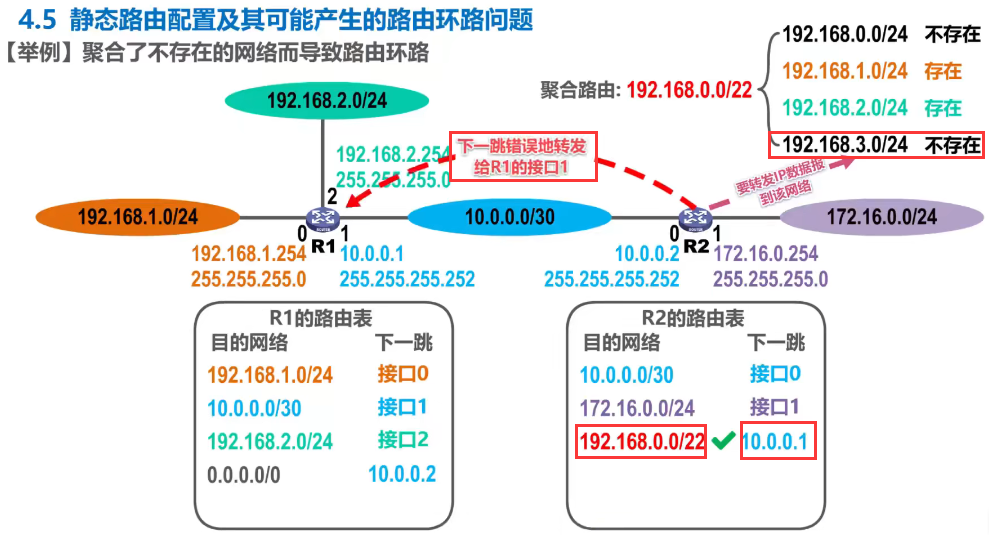 4.5 静态路由配置及其可能产生的路由环路问题
【举例】聚合了不存在的网络而导致路由环路
聚合路由: 192.168.0.0/22
192.168.0.0/24 不存在
192.168.1.0/24 存在
192.168.2.0/24 存在
192.168.3.0/24 不存在
192.168.2.0/24
192.168.2.254
255.255.255.0
下一跳错误地转发
给R1的接口1
要转发IP数据报
到该网络
192.168.1.0/24
2
0
1
R1
10.0.0.0/30
0
1
R2
172.16.0.0/24
192.168.1.254
255.255.255.0
10.0.0.1
255.255.255.252
10.0.0.2
255.255.255.252
172.16.0.254
255.255.255.0
R1的路由表
目的网络 下一跳
192.168.1.0/24 接口0
10.0.0.0/30 接口1
192.168.2.0/24 接口2
0.0.0.0/0 10.0.0.2
R2的路由表
目的网络 下一跳
10.0.0.0/30 接口0
172.16.0.0/24 接口1
192.168.0.0/22 10.0.0.1